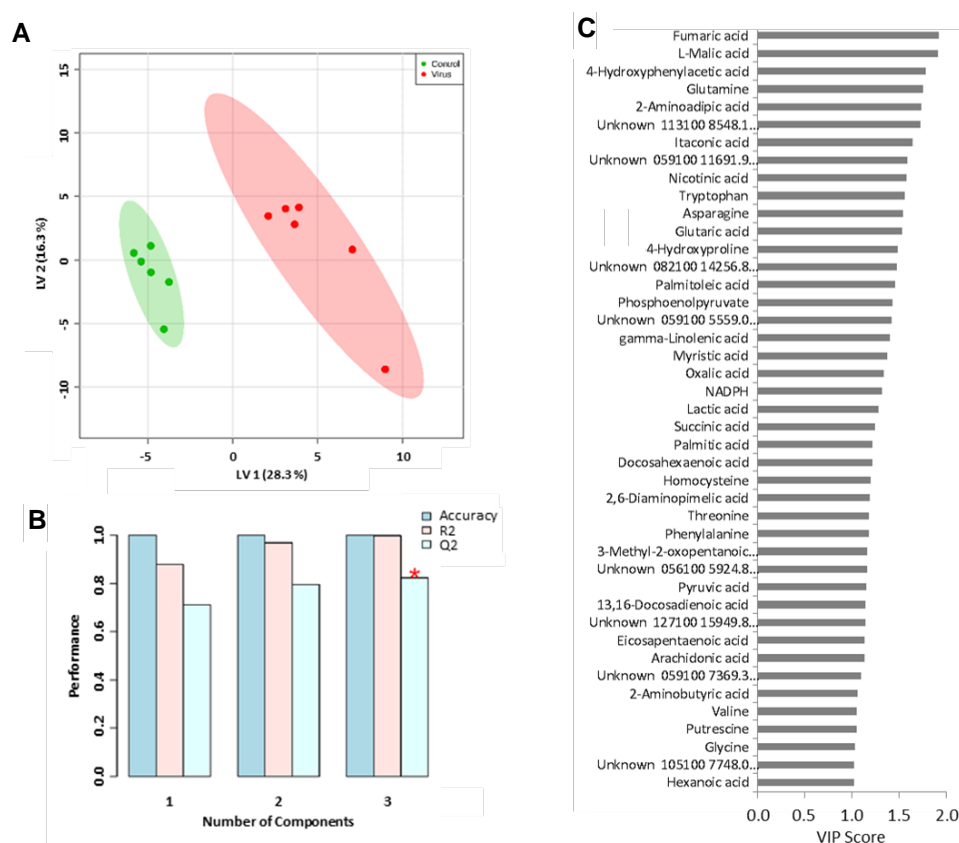 A
Control
Virus
15
10
5
0
-5
-10
LV 2 (16.3 %)
-5
0
5
10
LV 1 (28.3 %)
B
Accuracy
R2
Q2
1.0
0.8
0.6
0.4
0.2
0.0
Performance
*
1
2
3
Number of Components
C
Fumaric acid
L-Malic acid
4-Hydroxyphenylacetic acid
Glutamine
2-Aminoadipic acid
Unknown 113100 8548.1...
Itaconic acid
Unknown 059100 11691.9...
Nicotinic acid
Tryptophan
Asparagine
Glutaric acid
4-Hydroxyproline
Unknown 082100 14256.8...
Palmitoleic acid
Phosphoenolpyruvate
Unknown 059100 5559.0...
gamma-Linolenic acid
Myristic acid
Oxalic acid
NADPH
Lactic acid
Succinic acid
Palmitic acid
Docosahexaenoic acid
Homocysteine
2,6-Diaminopimelic acid
Threonine
Phenylalanine
3-Methyl-2-oxopentanoic...
Unknown 056100 5924.8...
Pyruvic acid
13,16-Docosadienoic acid
Unknown 127100 15949.8...
Eicosapentaenoic acid
Arachidonic acid
Unknown 059100 7369.3...
2-Aminobutyric acid
Valine
Putrescine
Glycine
Unknown 105100 7748.0...
Hexanoic acid
0.0 0.5 1.0 1.5 2.0
VIP Score